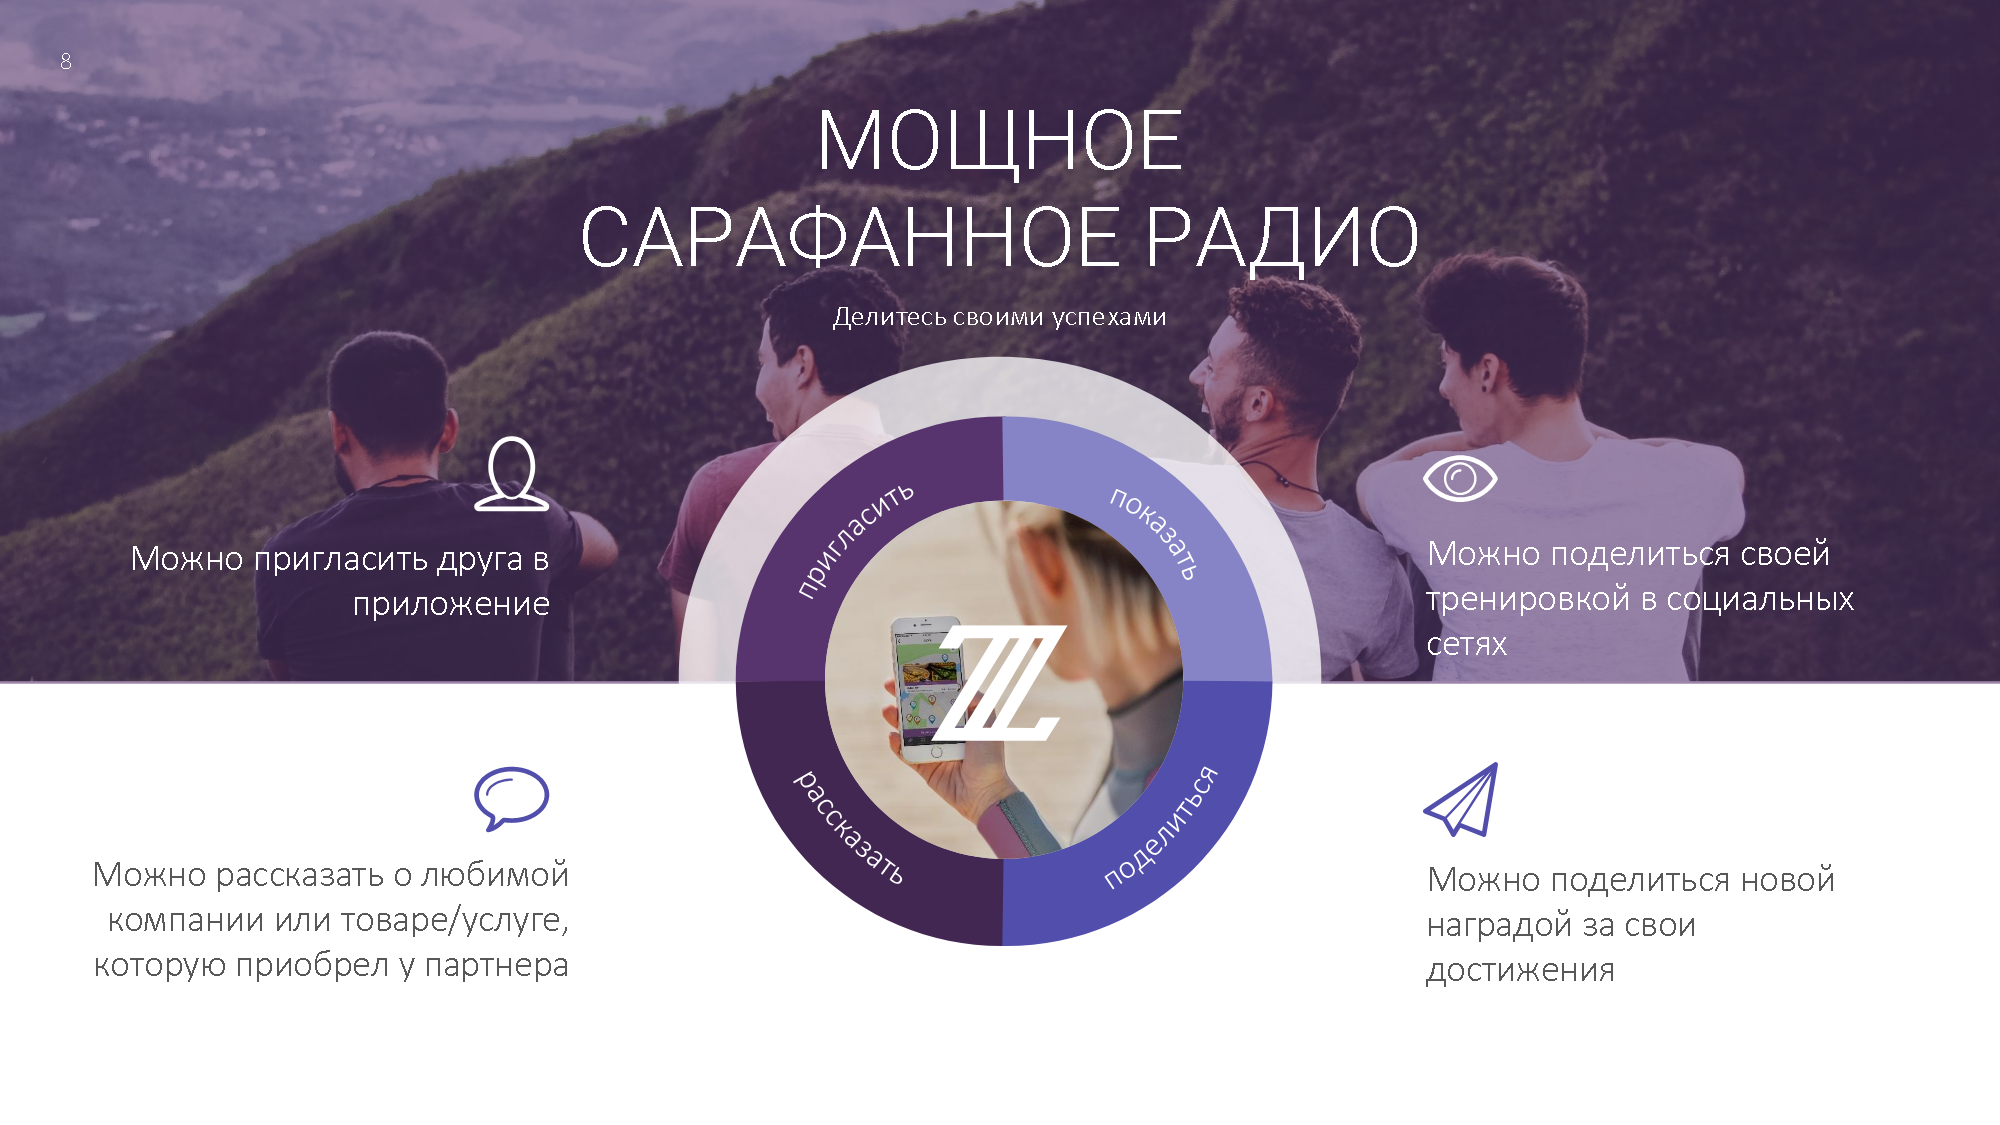 8
МОЩНОЕ
САРАФАННОЕ РАДИО
Делитесь своими успехами
Можно пригласить друга в
приложение
Можно поделиться своей
тренировкой в социальных
сетях
пригласить
показать
рассказать
поделиться
Можно рассказать о любимой
компании или товаре/услуге,
которую приобрел у партнера
Можно поделиться новой
наградой за свои
достижения